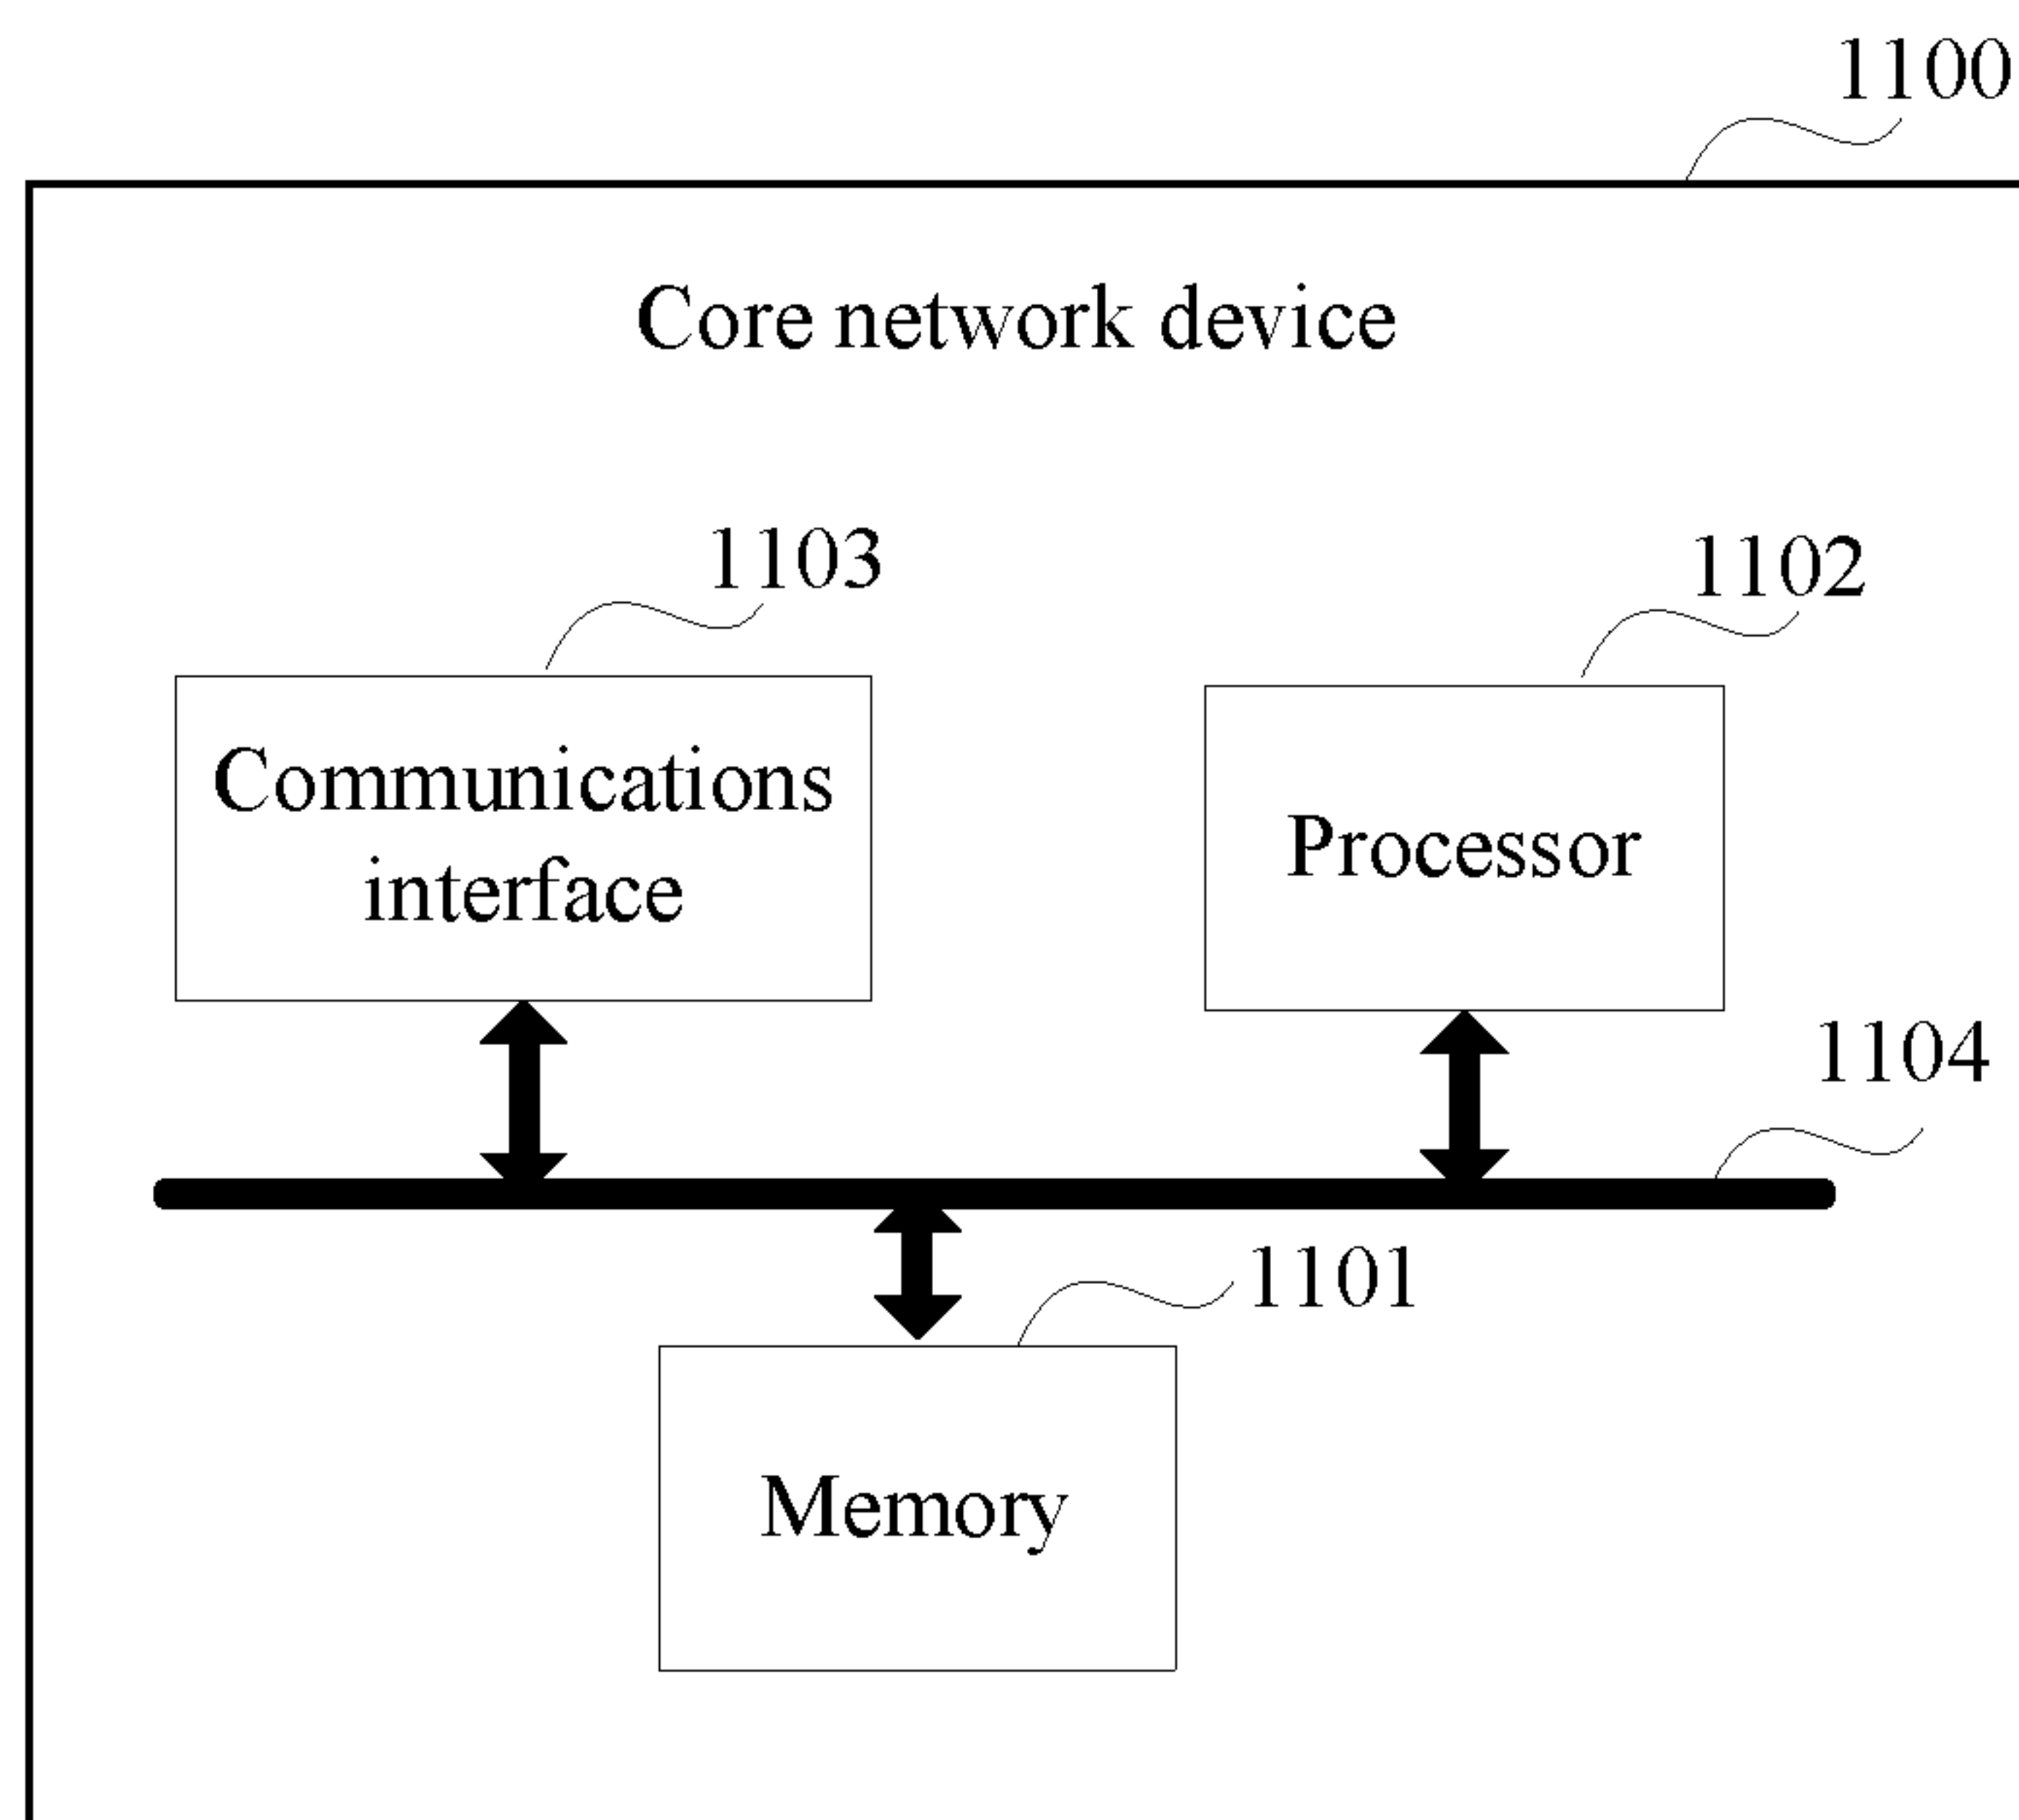 1100
Core network device
1103
1102
Communications
interface
Processor
1104
1101
Memory